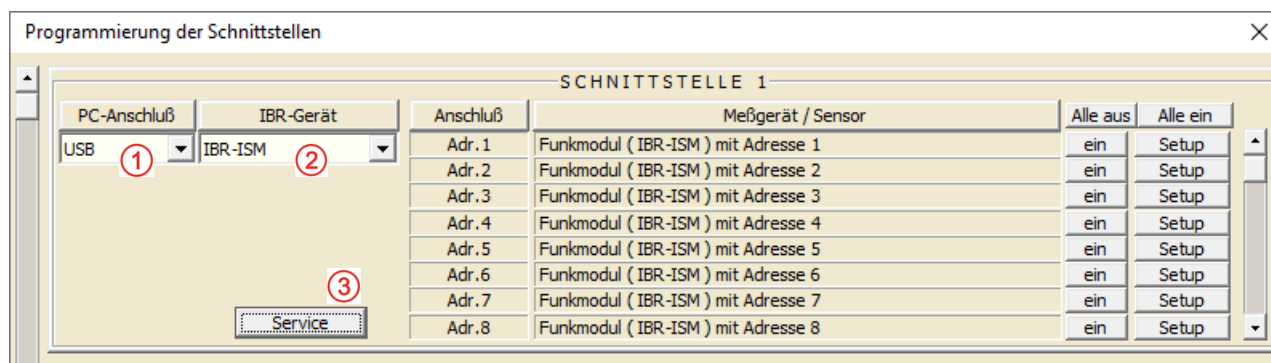 Programmierung der Schnittstellen
SCHNITTSTELLE 1
PC-Anschluß IBR-Gerät Anschluß Meßgerät / Sensor Alle aus Alle ein
USB ① IBR-ISM ② Adr.1 Funkmodul ( IBR-ISM ) mit Adresse 1 ein Setup
Adr.2 Funkmodul ( IBR-ISM ) mit Adresse 2 ein Setup
Adr.3 Funkmodul ( IBR-ISM ) mit Adresse 3 ein Setup
Adr.4 Funkmodul ( IBR-ISM ) mit Adresse 4 ein Setup
Adr.5 Funkmodul ( IBR-ISM ) mit Adresse 5 ein Setup
Adr.6 Funkmodul ( IBR-ISM ) mit Adresse 6 ein Setup
③ Adr.7 Funkmodul ( IBR-ISM ) mit Adresse 7 ein Setup
Service Adr.8 Funkmodul ( IBR-ISM ) mit Adresse 8 ein Setup